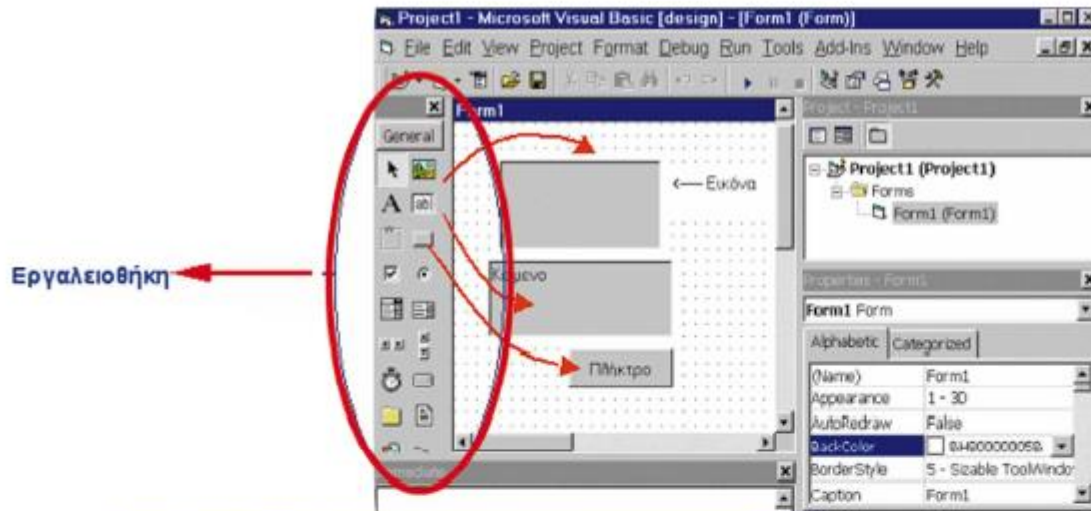 Project1 - Microsoft Visual Basic [design] - [Form1 (Form)]
File Edit View Project Format Debug Run Tools Add-Ins Window Help
General
A
ab
Form1
Εικόνα
Κείμενο
Πλήκτρο
Εργαλειοθήκη
Project - Project1
Project1 (Project1)
Forms
Form1 (Form1)
Properties - Form1
Form1 Form
Alphabetic Categorized
(Name) Form1
Appearance 1 - 3D
AutoRedraw False
BackColor
BorderStyle 5 - Sizable ToolWindo
Caption Form1